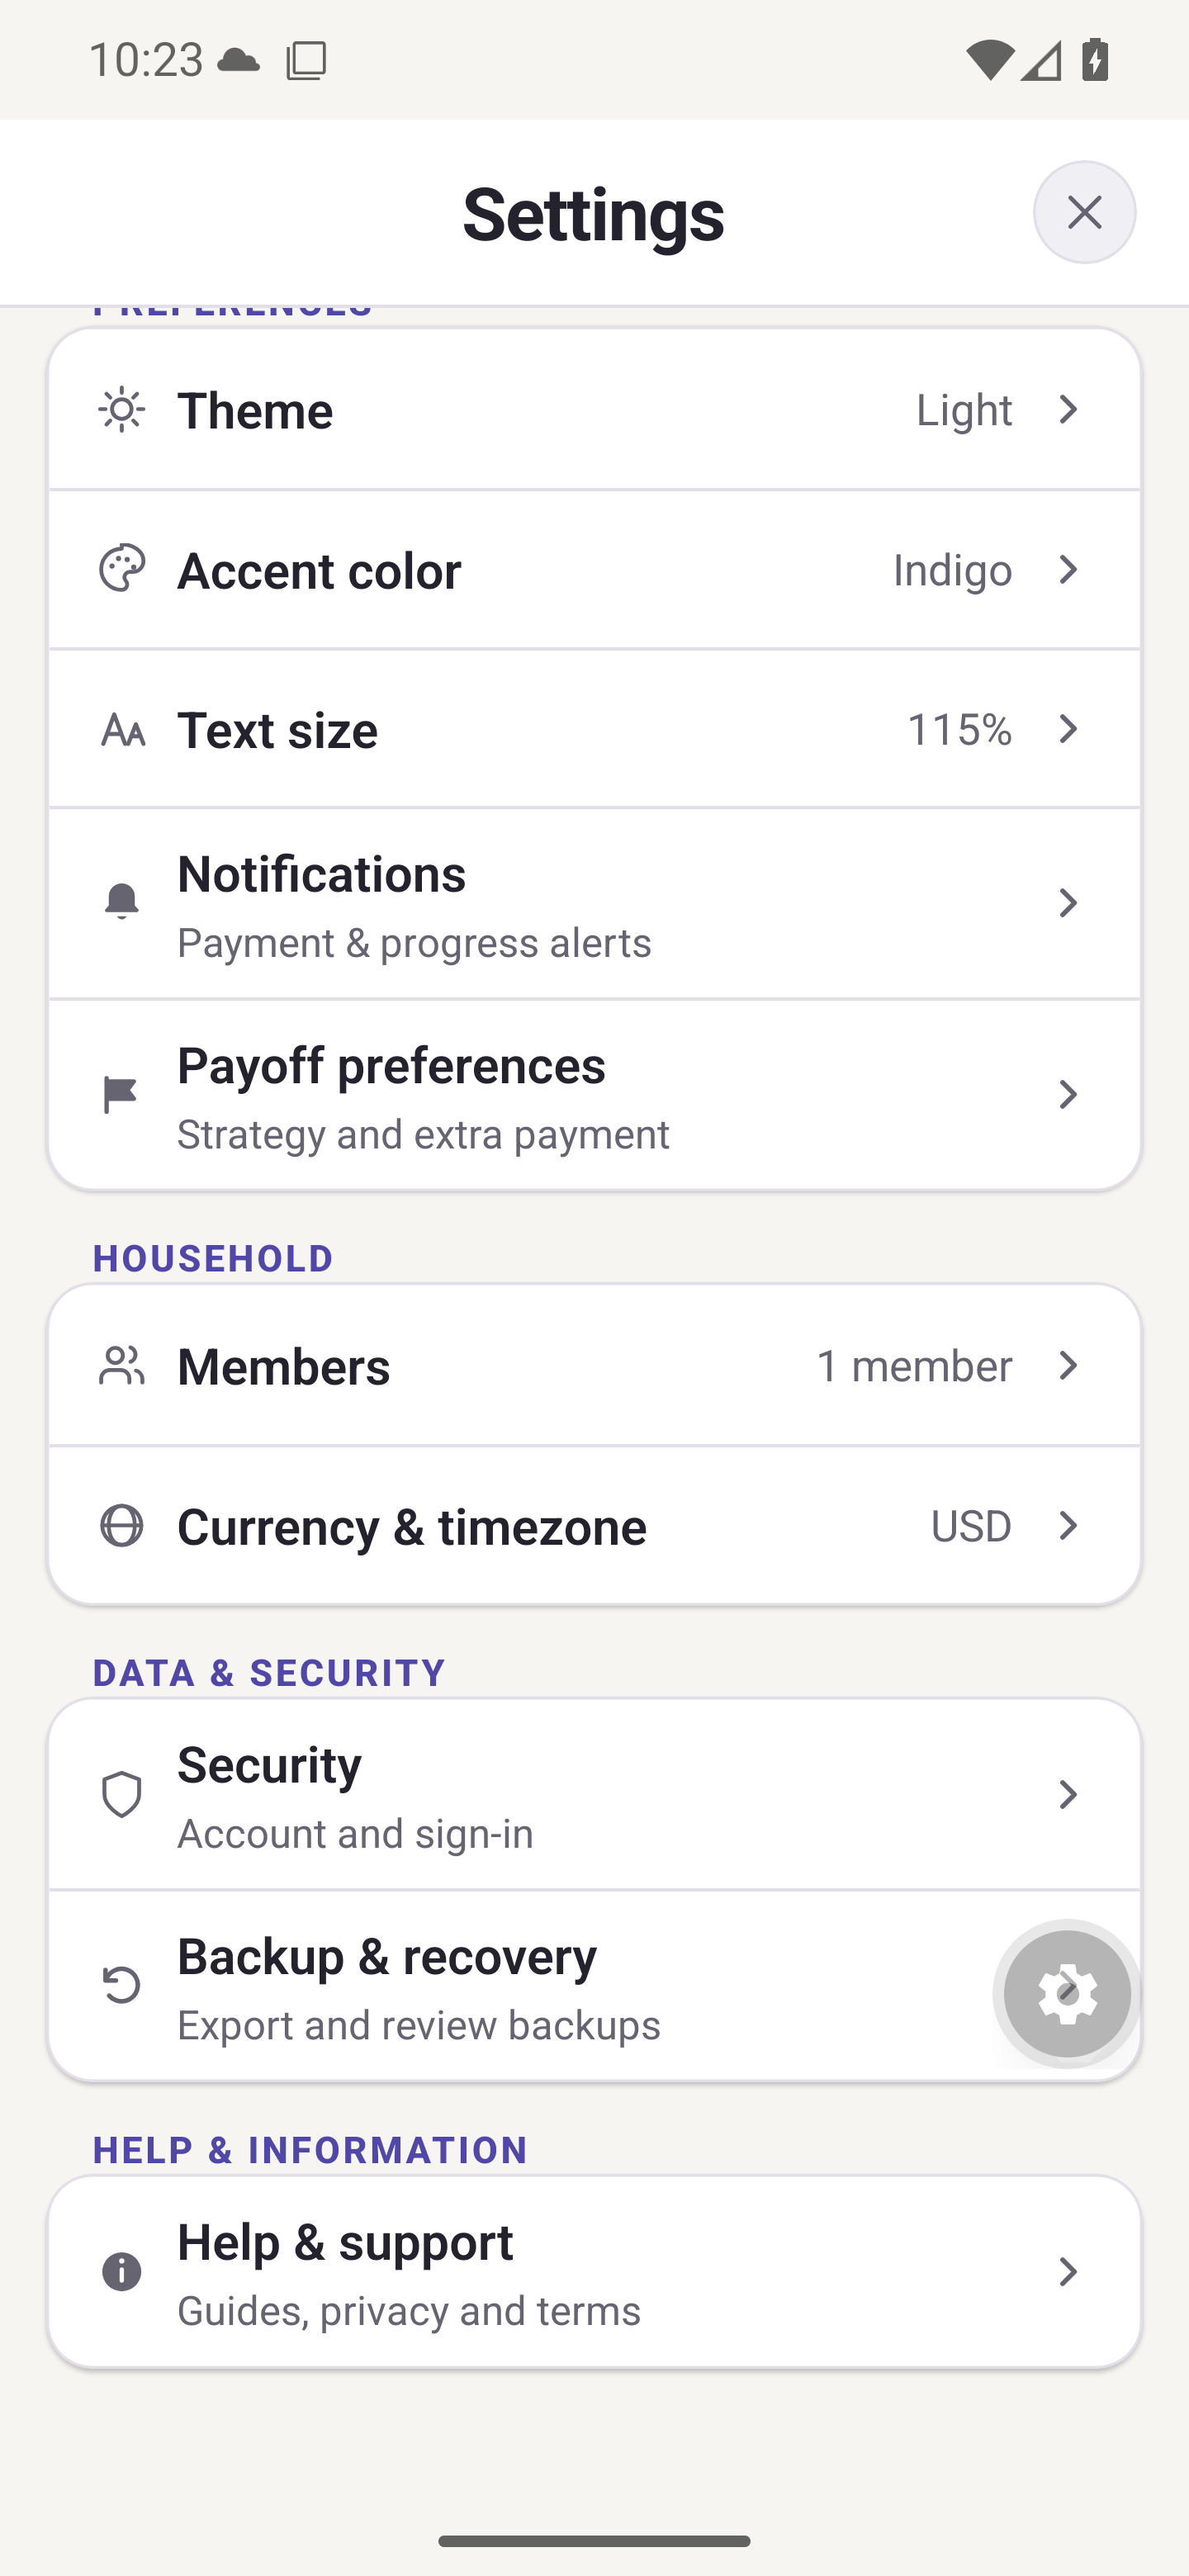 10:23
Settings
PREFERENCES
Theme
Light
Accent color
Indigo
Text size
115%
Notifications
Payment & progress alerts
Payoff preferences
Strategy and extra payment
HOUSEHOLD
Members
1 member
Currency & timezone
USD
DATA & SECURITY
Security
Account and sign-in
Backup & recovery
Export and review backups
HELP & INFORMATION
Help & support
Guides, privacy and terms